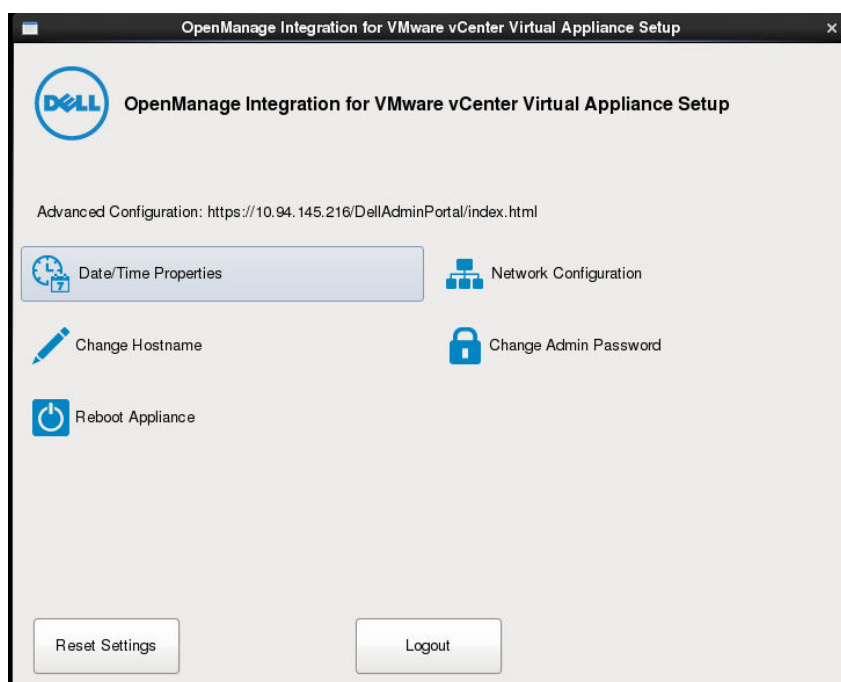 OpenManage Integration for VMware vCenter Virtual Appliance Setup
DELL OpenManage Integration for VMware vCenter Virtual Appliance Setup
Advanced Configuration: https://10.94.145.216/DellAdminPortal/index.html
7 Date/Time Properties Network Configuration
Change Hostname Change Admin Password
Reboot Appliance
Reset Settings Logout